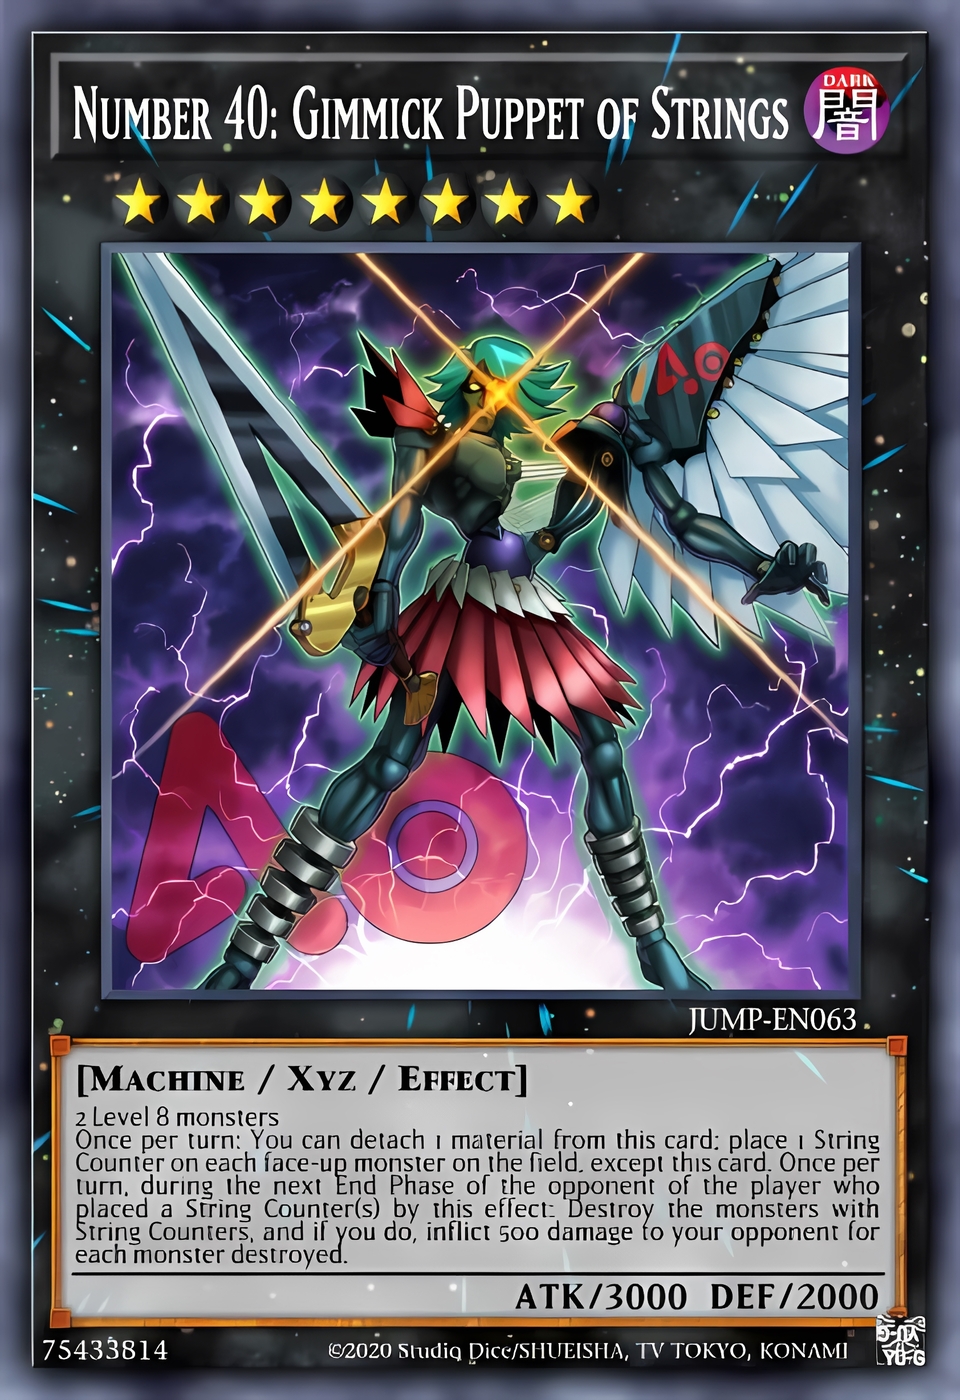 Number 40: Gimmick Puppet of Strings
DARK
闇
4.0
4.0
JUMP-EN063
[Machine / Xyz / Effect]
2 Level 8 monsters
Once per turn: You can detach 1 material from this card; place 1 String
Counter on each face-up monster on the field, except this card. Once per
turn, during the next End Phase of the opponent of the player who
placed a String Counter(s) by this effect: Destroy the monsters with
String Counters, and if you do, inflict 500 damage to your opponent for
each monster destroyed.
ATK/3000 DEF/2000
75433814
©2020 Studio Dice/SHUEISHA, TV TOKYO, KONAMI